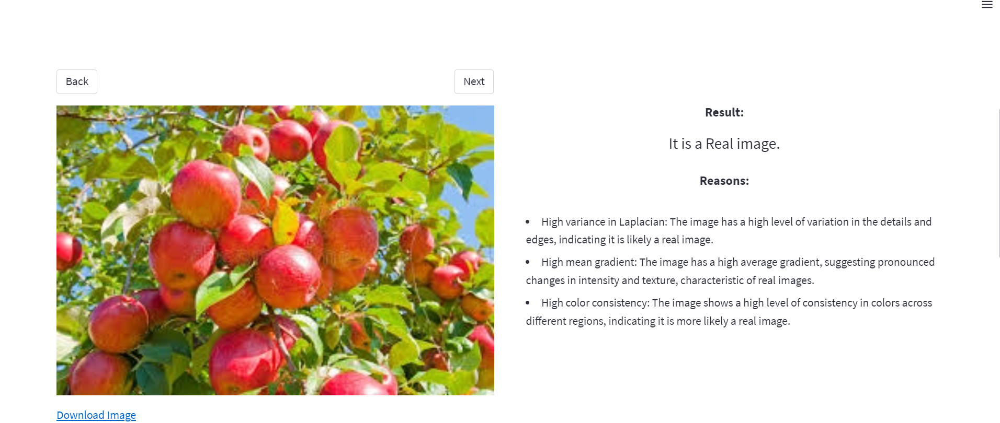 Back
Next
Result:
It is a Real image.
Reasons:
• High variance in Laplacian: The image has a high level of variation in the details and
edges, indicating it is likely a real image.
• High mean gradient: The image has a high average gradient, suggesting pronounced
changes in intensity and texture, characteristic of real images.
• High color consistency: The image shows a high level of consistency in colors across
different regions, indicating it is more likely a real image.
Download Image